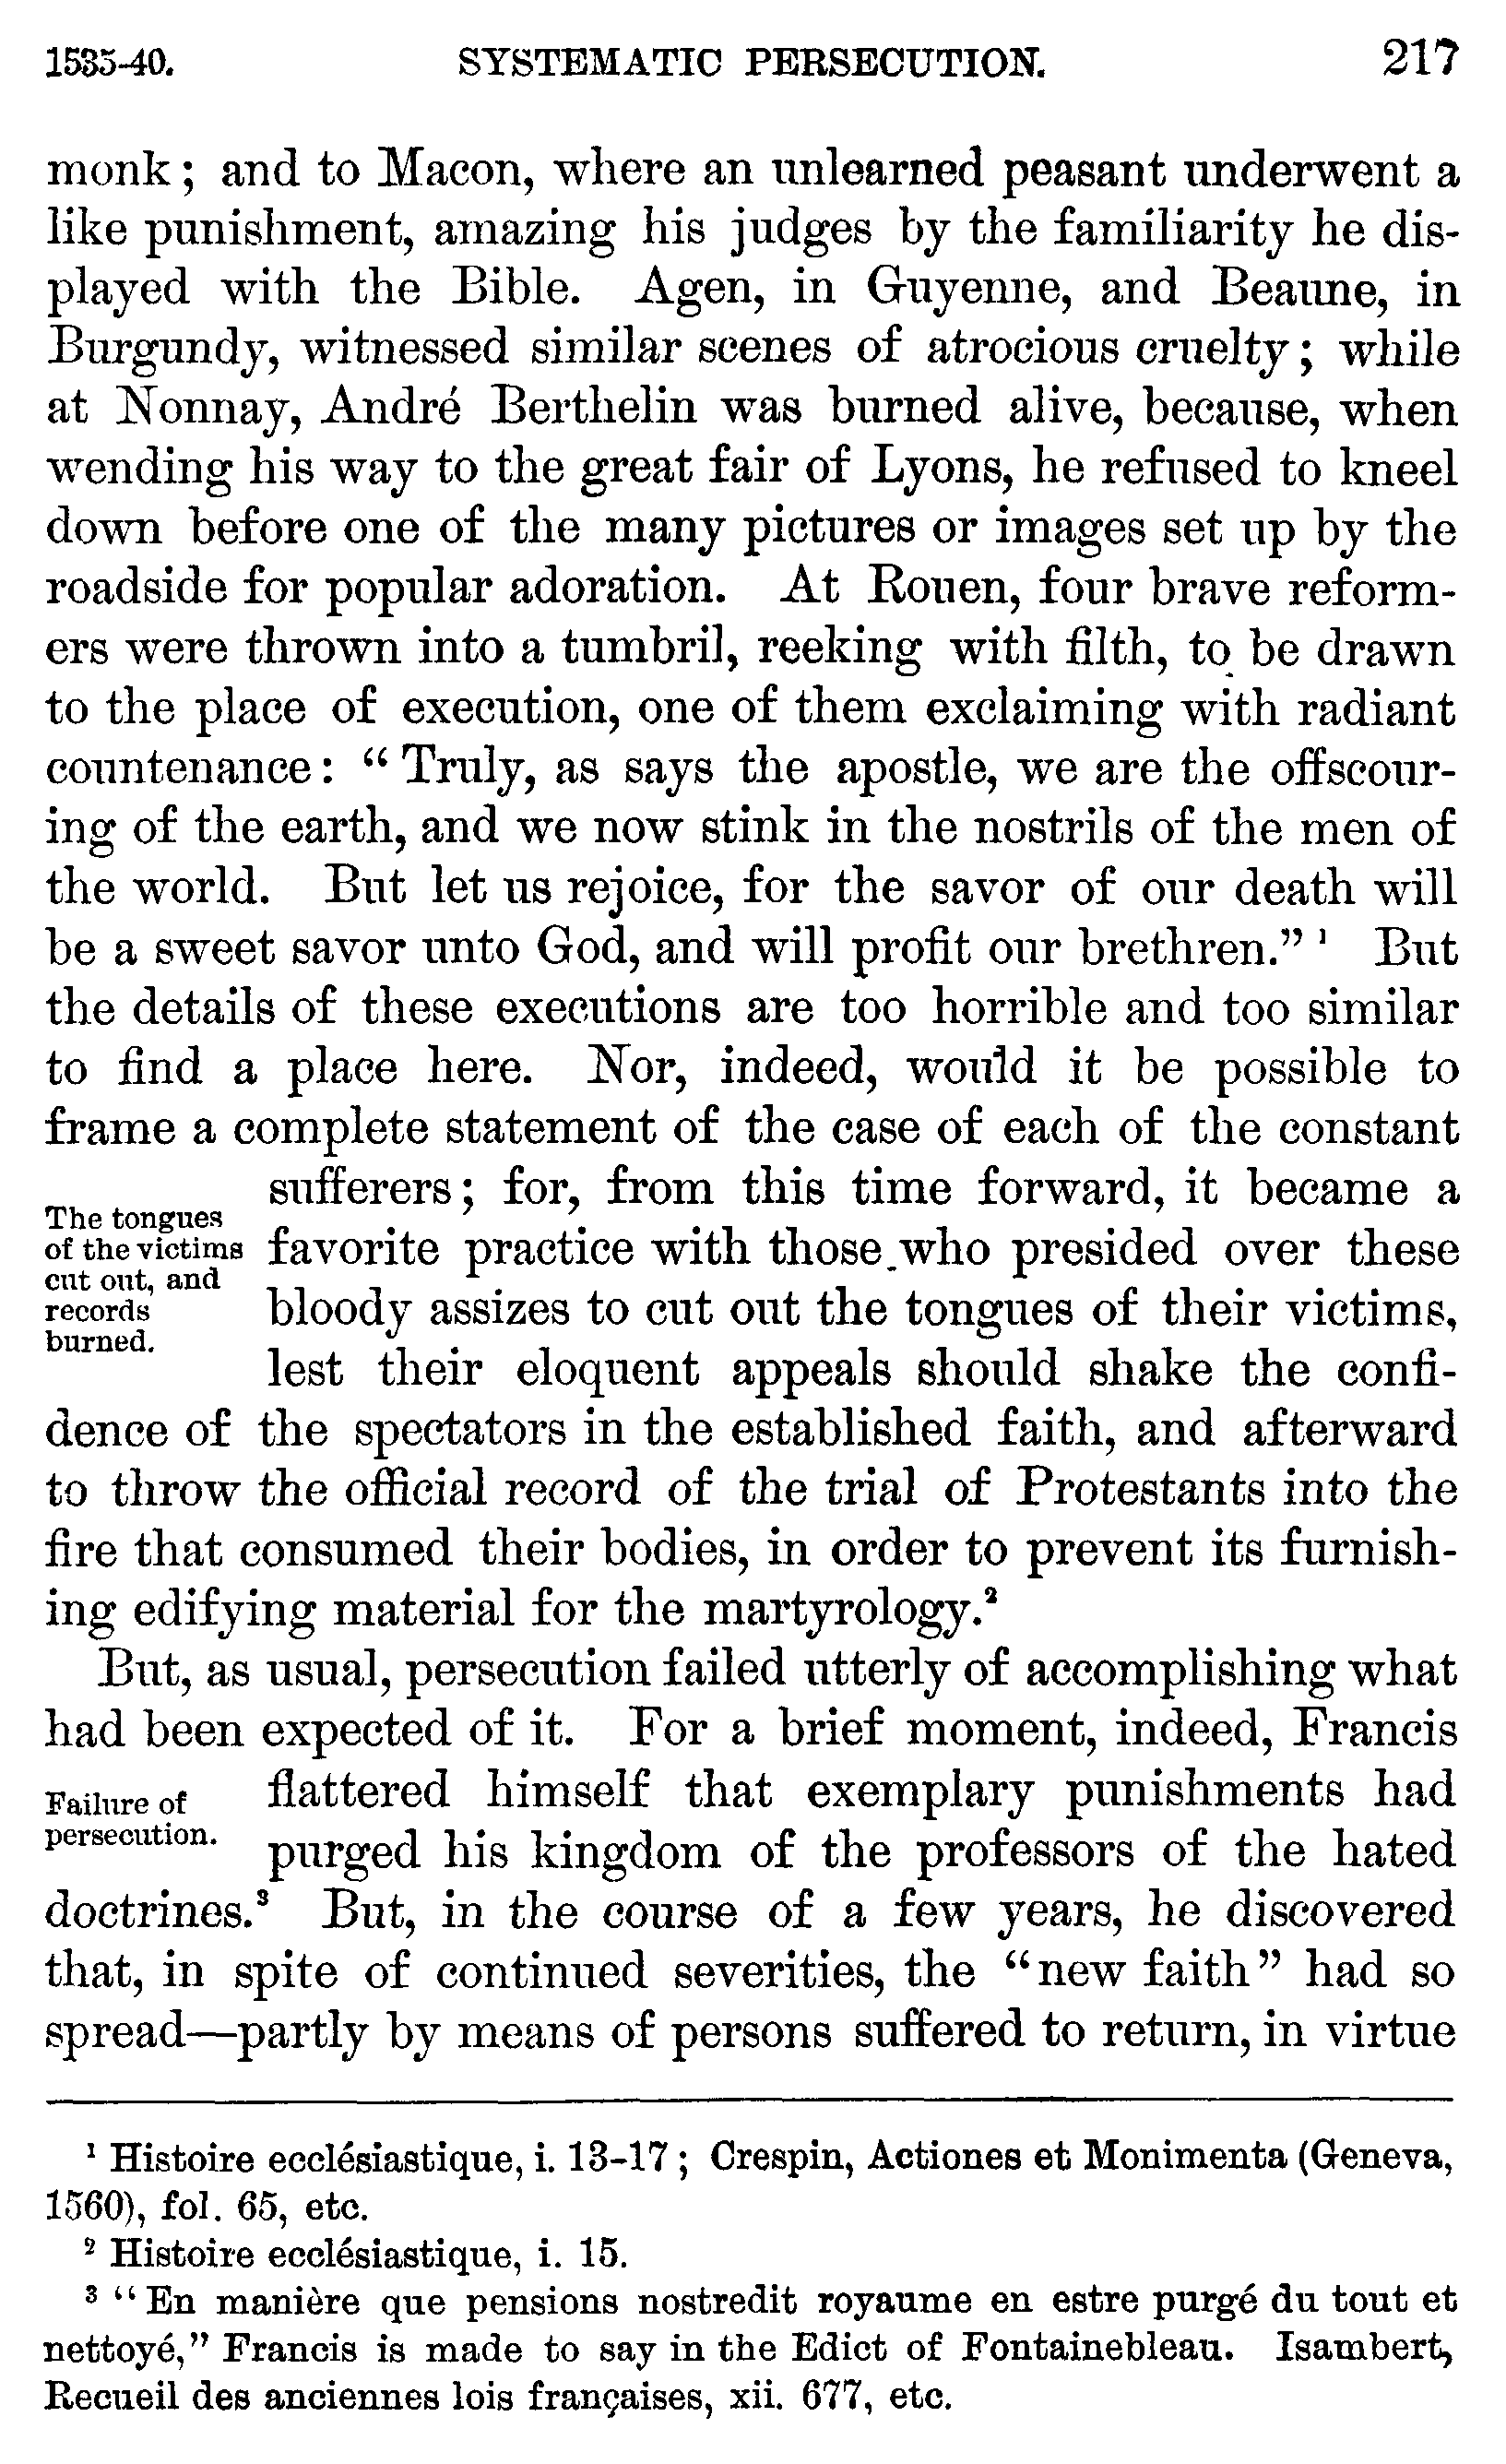 1535-40. SYSTEMATIC PERSECUTION. 217
monk; and to Macon, where an unlearned peasant underwent a
like punishment, amazing his judges by the familiarity he dis-
played with the Bible. Agen, in Guyenne, and Beaune, in
Burgundy, witnessed similar scenes of atrocious cruelty; while
at Nonnay, André Berthelin was burned alive, because, when
wending his way to the great fair of Lyons, he refused to kneel
down before one of the many pictures or images set up by the
roadside for popular adoration. At Rouen, four brave reform-
ers were thrown into a tumbril, reeking with filth, to be drawn
to the place of execution, one of them exclaiming with radiant
countenance: "Truly, as says the apostle, we are the offscour-
ing of the earth, and we now stink in the nostrils of the men of
the world. But let us rejoice, for the savor of our death will
be a sweet savor unto God, and will profit our brethren." ¹ But
the details of these executions are too horrible and too similar
to find a place here. Nor, indeed, would it be possible to
frame a complete statement of the case of each of the constant
The tongues
of the victims
cut out, and
records
burned.
sufferers; for, from this time forward, it became a
favorite practice with those who presided over these
bloody assizes to cut out the tongues of their victims,
lest their eloquent appeals should shake the confi-
dence of the spectators in the established faith, and afterward
to throw the official record of the trial of Protestants into the
fire that consumed their bodies, in order to prevent its furnish-
ing edifying material for the martyrology.²
But, as usual, persecution failed utterly of accomplishing what
had been expected of it. For a brief moment, indeed, Francis
Failure of
persecution.
flattered himself that exemplary punishments had
purged his kingdom of the professors of the hated
doctrines.³ But, in the course of a few years, he discovered
that, in spite of continued severities, the "new faith" had so
spread—partly by means of persons suffered to return, in virtue
¹ Histoire ecclésiastique, i. 13-17; Crespin, Actiones et Monimenta (Geneva,
1560), fol. 65, etc.
² Histoire ecclésiastique, i. 15.
³ "En manière que pensions nostredit royaume en estre purgé du tout et
nettoyé," Francis is made to say in the Edict of Fontainebleau. Isambert,
Recueil des anciennes lois françaises, xii. 677, etc.